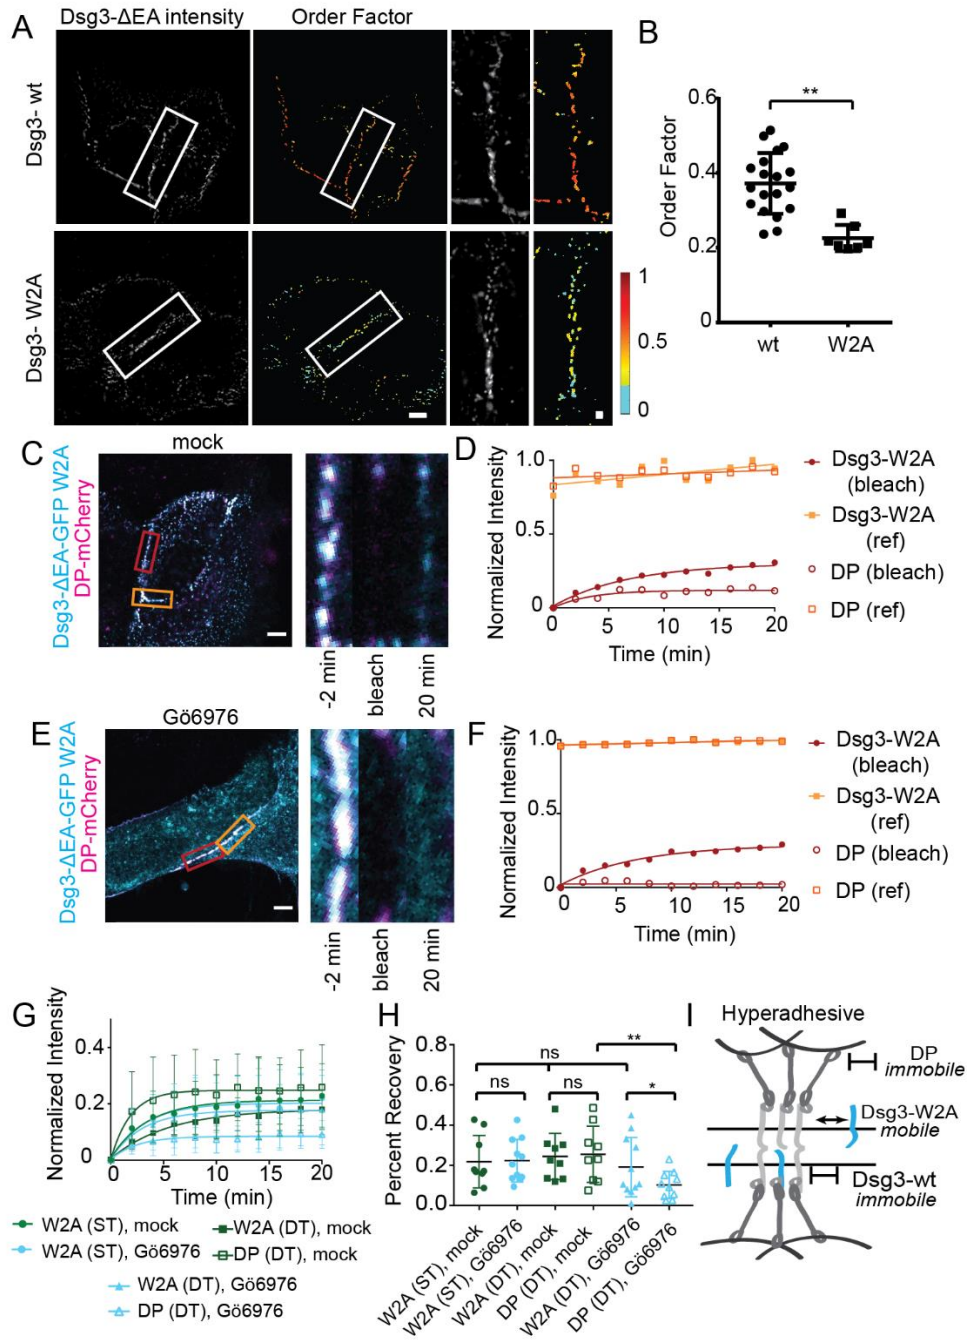 A
Dsg3-ΔEA intensity
Order Factor
Dsg3- wt
Dsg3- W2A
1
0.5
0
B
Order Factor
0.6
0.4
0.2
0
**
wt
W2A
C
mock
Dsg3-ΔEA-GFP W2A
DP-mCherry
-2 min
bleach
20 min
D
Normalized Intensity
1.0
0.5
0
0
5
10
15
20
Time (min)
Dsg3-W2A
(bleach)
Dsg3-W2A
(ref)
DP (bleach)
DP (ref)
E
Gö6976
Dsg3-ΔEA-GFP W2A
DP-mCherry
-2 min
bleach
20 min
F
Normalized Intensity
1.0
0.5
0
0
5
10
15
20
Time (min)
Dsg3-W2A
(bleach)
Dsg3-W2A
(ref)
DP (bleach)
DP (ref)
G
Normalized Intensity
0.4
0.2
0
0
5
10
15
20
Time (min)
W2A (ST), mock
W2A (DT), mock
W2A (ST), Gö6976
DP (DT), mock
W2A (DT), Gö6976
DP (DT), Gö6976
H
Percent Recovery
0.8
0.6
0.4
0.2
0.0
**
ns
ns
ns
*
W2A (ST), mock
W2A (ST), Gö6976
W2A (DT), mock
DP (DT), mock
W2A (DT), Gö6976
DP (DT), Gö6976
I
Hyperadhesive
DP
immobile
Dsg3-W2A
mobile
Dsg3-wt
immobile